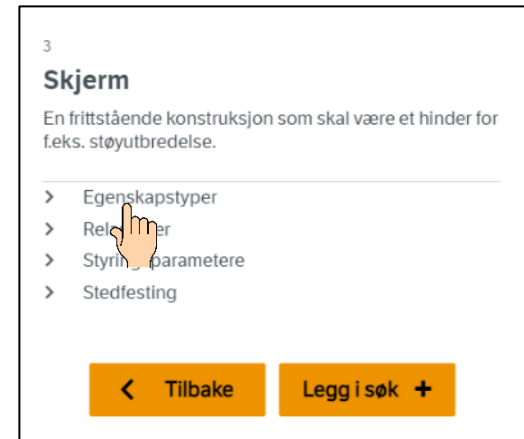 3
Skjerm
En frittstående konstruksjon som skal være et hinder for
f.eks. støyutbredelse.
Egenskapstyper
Stedfesting
Tilbake
Legg i søk